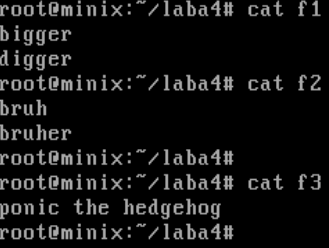 root@minix:~/laba4# cat f1
bigger
digger
root@minix:~/laba4# cat f2
bruh
bruher
root@minix:~/laba4#
root@minix:~/laba4# cat f3
ponic the hedgehog
root@minix:~/laba4#